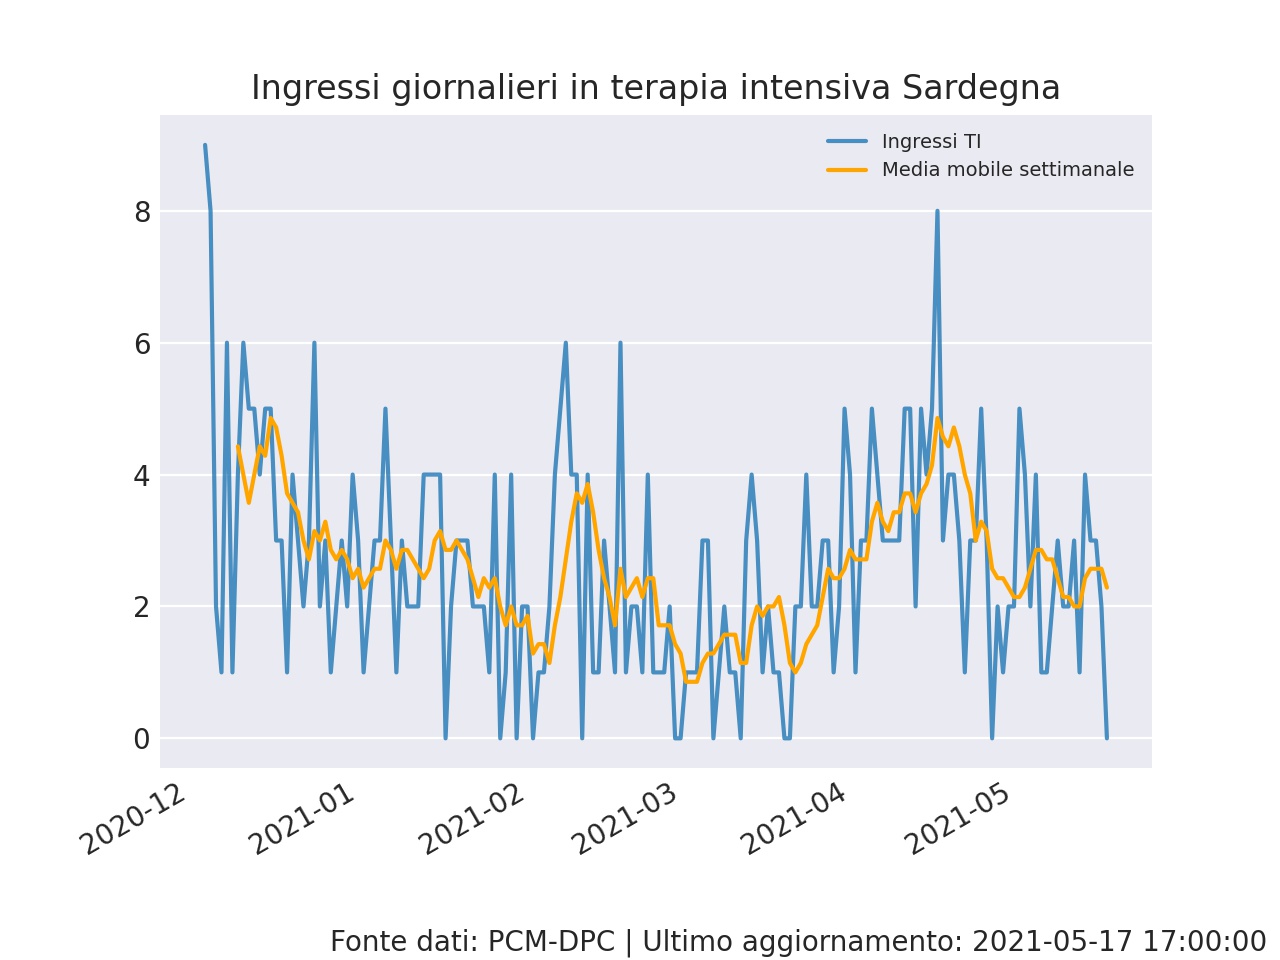 Ingressi giornalieri in terapia intensiva Sardegna
Ingressi TI
Media mobile settimanale
8
6
4
2
0
2020-12
2021-01
2021-02
2021-03
2021-04
2021-05
Fonte dati: PCM-DPC | Ultimo aggiornamento: 2021-05-17 17:00:00